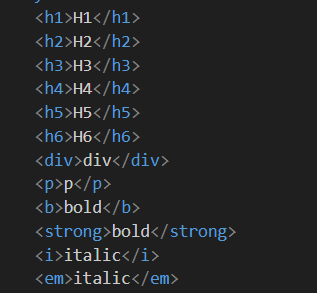 <h1>H1</h1>
<h2>H2</h2>
<h3>H3</h3>
<h4>H4</h4>
<h5>H5</h5>
<h6>H6</h6>
<div>div</div>
<p>p</p>
<b>bold</b>
<strong>bold</strong>
<i>italic</i>
<em>italic</em>